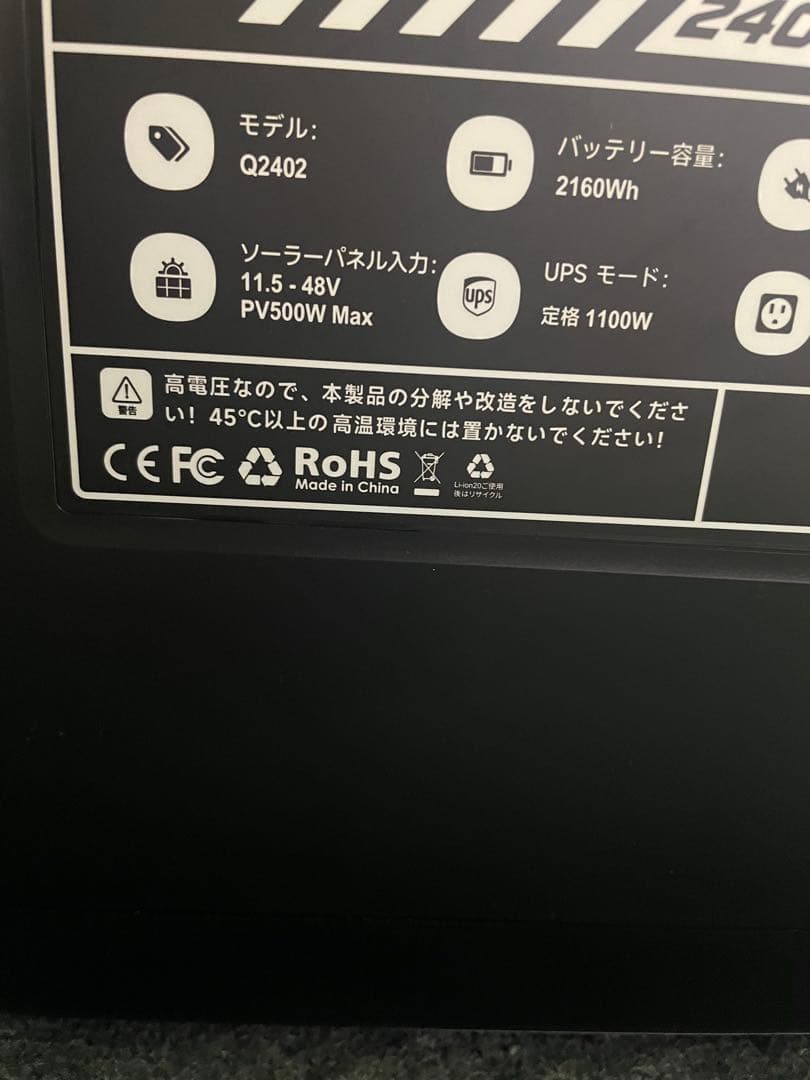 240
モデル:
Q2402
バッテリー容量:
2160Wh
ソーラーパネル入力:
11.5 - 48V
PV500W Max
ups
UPS モード:
定格 1100W
警告
高電圧なので、本製品の分解や改造をしないでくださ
い! 45℃以上の高温環境には置かないでください!
CE FC RoHS
Made in China
Li-ion20ご使用
後はリサイクル